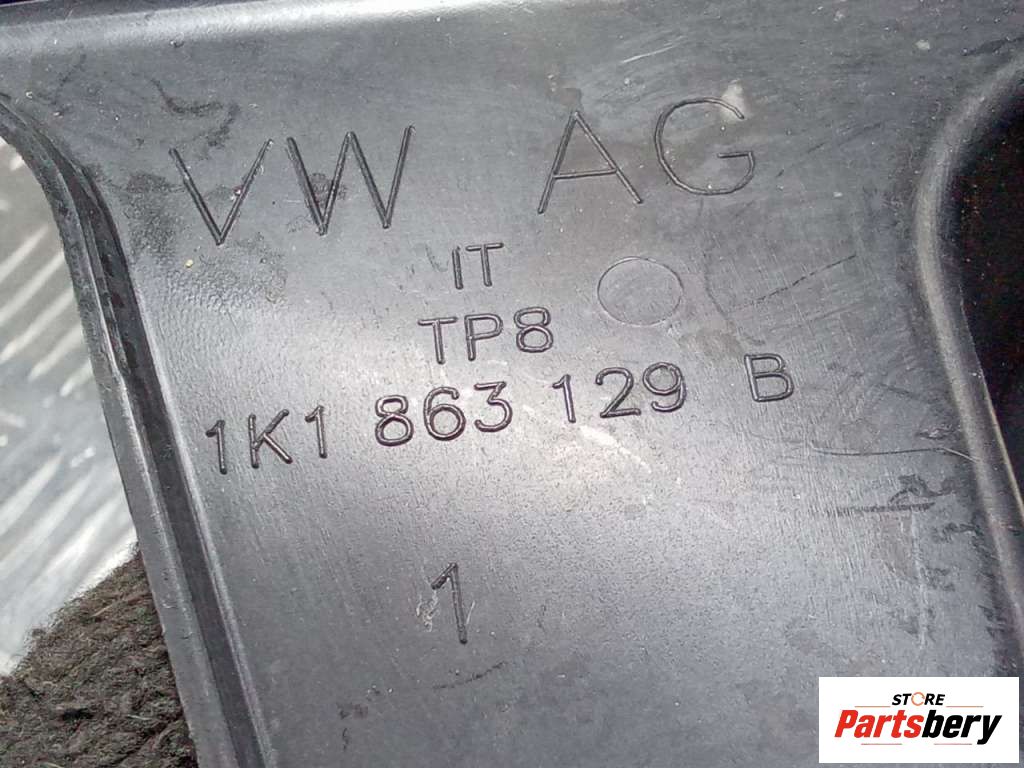 VW AG
IT
TP8
1K1 863 129 B
1
STORE
Partsbery